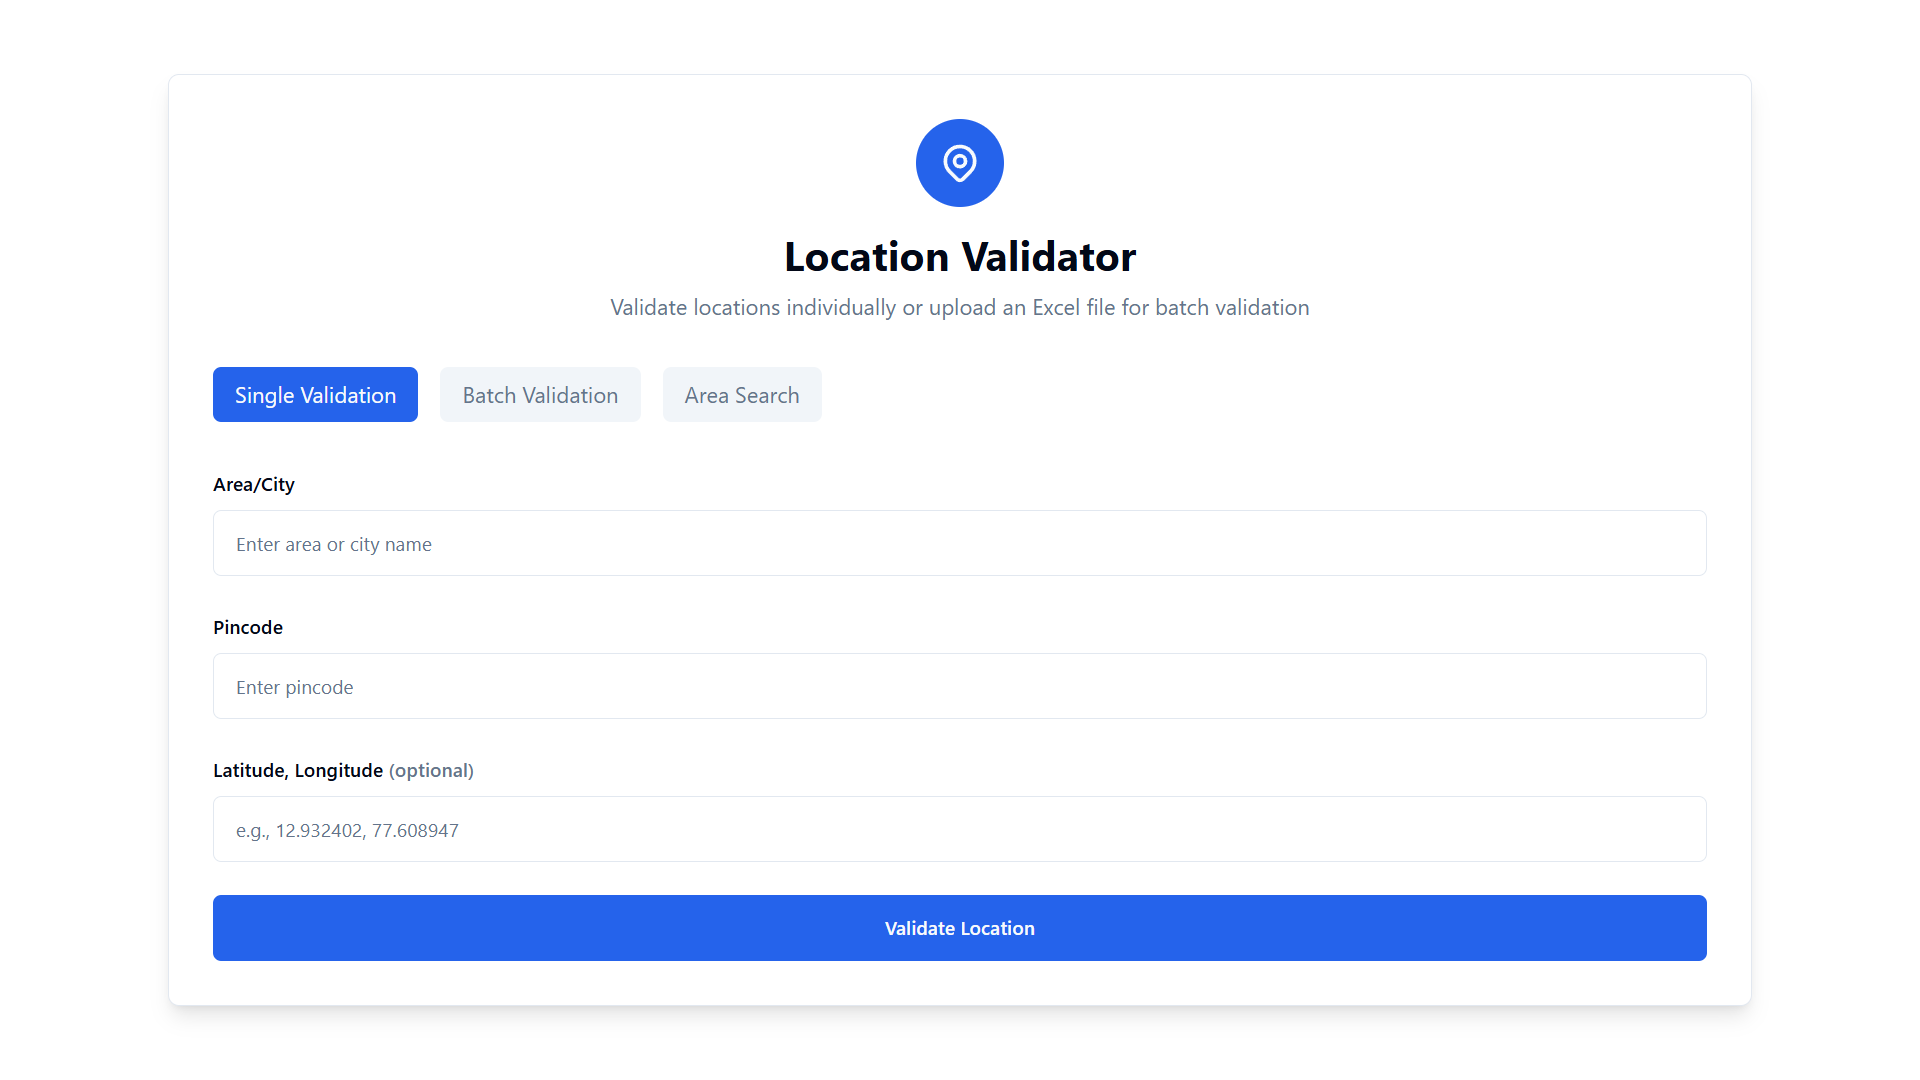 Location Validator
Validate locations individually or upload an Excel file for batch validation
Single Validation Batch Validation Area Search
Area/City
Enter area or city name
Pincode
Enter pincode
Latitude, Longitude (optional)
e.g., 12.932402, 77.608947
Validate Location